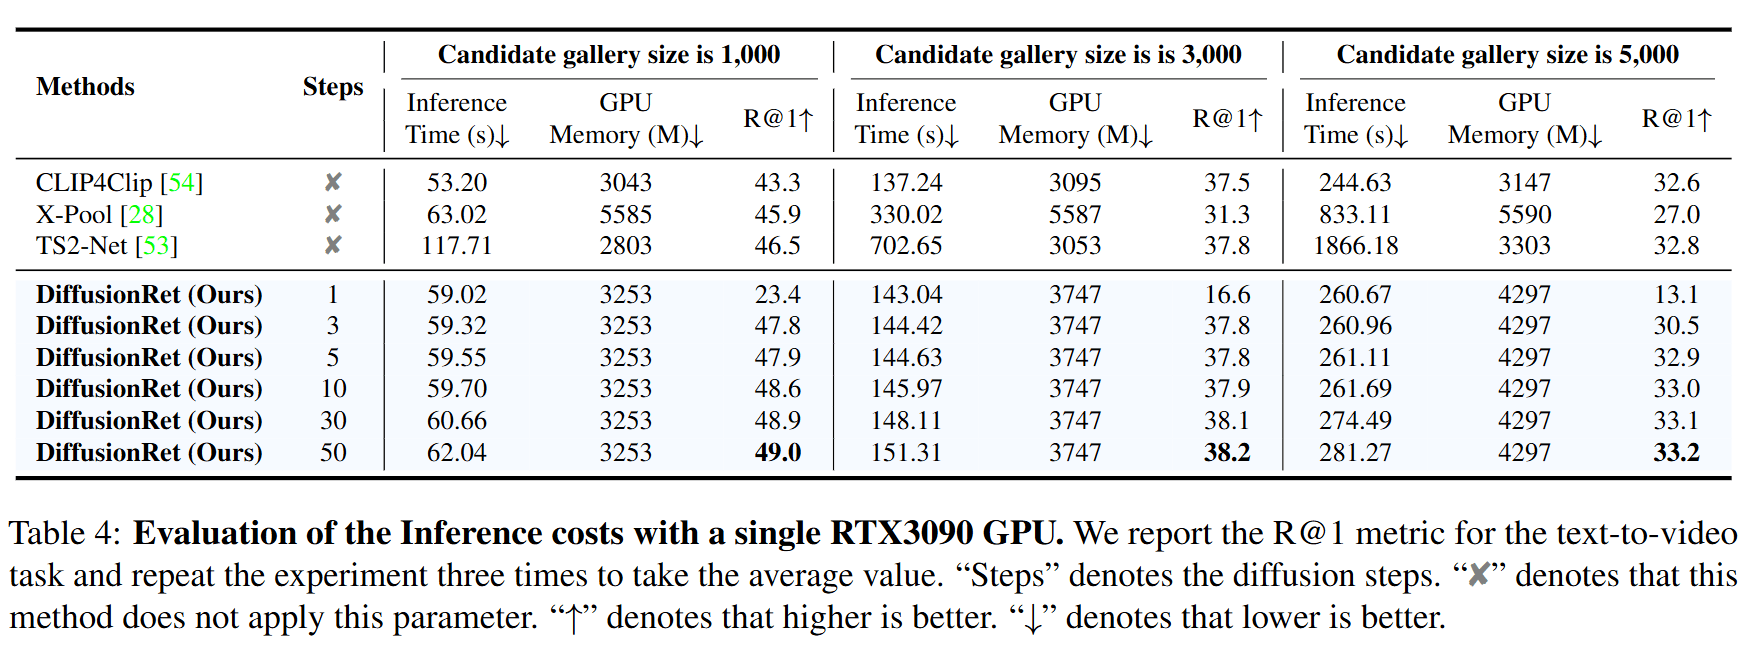 Methods Steps Candidate gallery size is 1,000 Candidate gallery size is is 3,000 Candidate gallery size is 5,000
Inference Time (s)↓ GPU Memory (M)↓ R@1↑ Inference Time (s)↓ GPU Memory (M)↓ R@1↑ Inference Time (s)↓ GPU Memory (M)↓ R@1↑
CLIP4Clip [54] ✘ 53.20 3043 43.3 137.24 3095 37.5 244.63 3147 32.6
X-Pool [28] ✘ 63.02 5585 45.9 330.02 5587 31.3 833.11 5590 27.0
TS2-Net [53] ✘ 117.71 2803 46.5 702.65 3053 37.8 1866.18 3303 32.8
DiffusionRet (Ours) 1 59.02 3253 23.4 143.04 3747 16.6 260.67 4297 13.1
DiffusionRet (Ours) 3 59.32 3253 47.8 144.42 3747 37.8 260.96 4297 30.5
DiffusionRet (Ours) 5 59.55 3253 47.9 144.63 3747 37.8 261.11 4297 32.9
DiffusionRet (Ours) 10 59.70 3253 48.6 145.97 3747 37.9 261.69 4297 33.0
DiffusionRet (Ours) 30 60.66 3253 48.9 148.11 3747 38.1 274.49 4297 33.1
DiffusionRet (Ours) 50 62.04 3253 49.0 151.31 3747 38.2 281.27 4297 33.2
Table 4: Evaluation of the Inference costs with a single RTX3090 GPU. We report the R@1 metric for the text-to-video
task and repeat the experiment three times to take the average value. “Steps” denotes the diffusion steps. “✘” denotes that this
method does not apply this parameter. “↑” denotes that higher is better. “↓” denotes that lower is better.